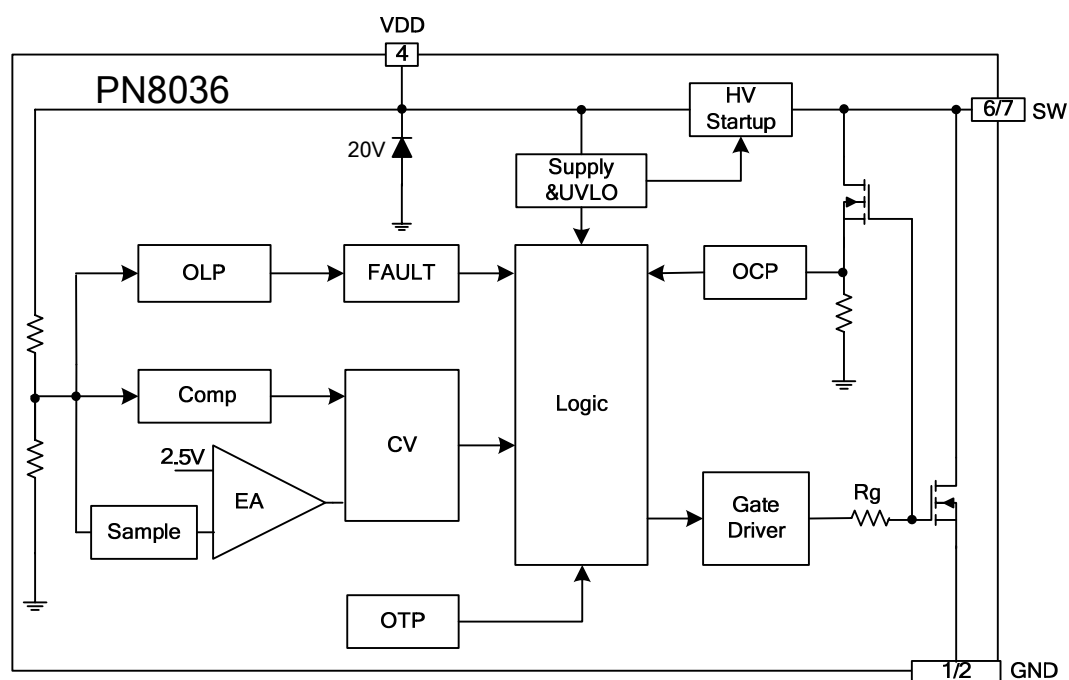 VDD
4
PN8036
HV
Startup
6/7
SW
20V
Supply
&UVLO
OLP
FAULT
OCP
Comp
CV
Logic
2.5V
EA
Sample
Gate
Driver
Rg
OTP
1/2
GND